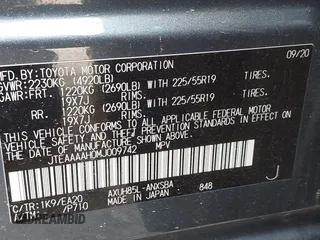 MFD.BY:TOYOTA MOTOR CORPORATION 09/20
GVWR:2230KG (4920LB)
GAWR:FRT 1220KG (2690LB) WITH 225/55R19 TIRES.
19X7J RIMS.
RR 1220KG (2690LB) WITH 225/55R19 TIRES.
19X7J RIMS.
THIS VEHICLE CONFORMS TO ALL APPLICABLE FEDERAL MOTOR
VEHICLE SAFETY AND THEFT PREVENTION STANDARDS IN EFFECT ON
THE DATE OF MANUFACTURE SHOWN ABOVE.
JTEAAAAH0MJ009742 MPV
C/TR:1K9/EA20 AXUH85L-ANXSBA 848 J
/P710 MADE IN JAPAN